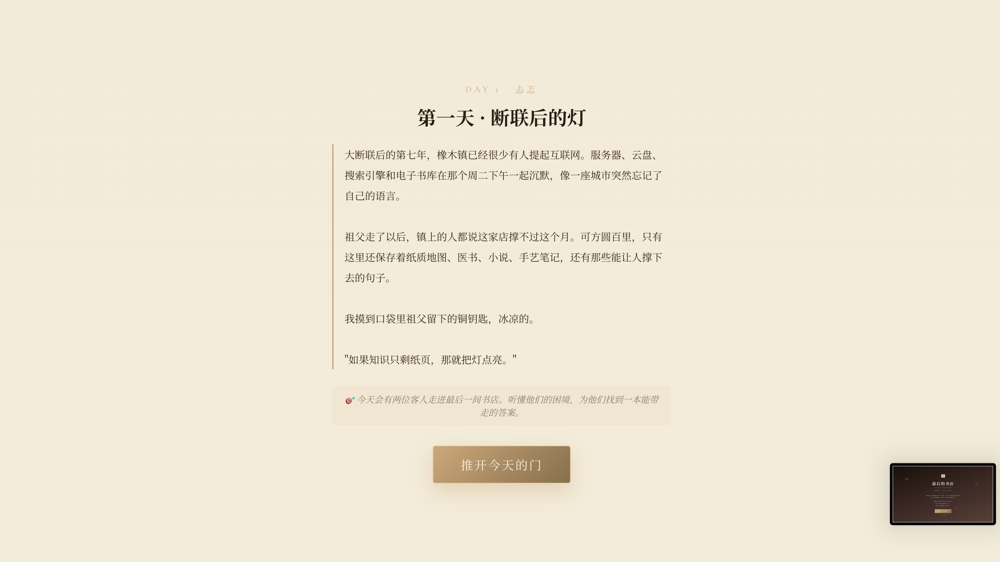 DAY 1 · 忐忑
第一天 · 断联后的灯
大断联后的第七年，橡木镇已经很少有人提起互联网。服务器、云盘、
搜索引擎和电子书库在那个周二下午一起沉默，像一座城市突然忘记了
自己的语言。
祖父走了以后，镇上的人都说这家店撑不过这个月。可方圆百里，只有
这里还保存着纸质地图、医书、小说、手艺笔记，还有那些能让人撑下
去的句子。
我摸到口袋里祖父留下的铜钥匙，冰凉的。
"如果知识只剩纸页，那就把灯点亮。"
🎯 今天会有两位客人走进最后一间书店。听懂他们的困境，为他们找到一本能带
走的答案。
推开今天的门
最后的书店